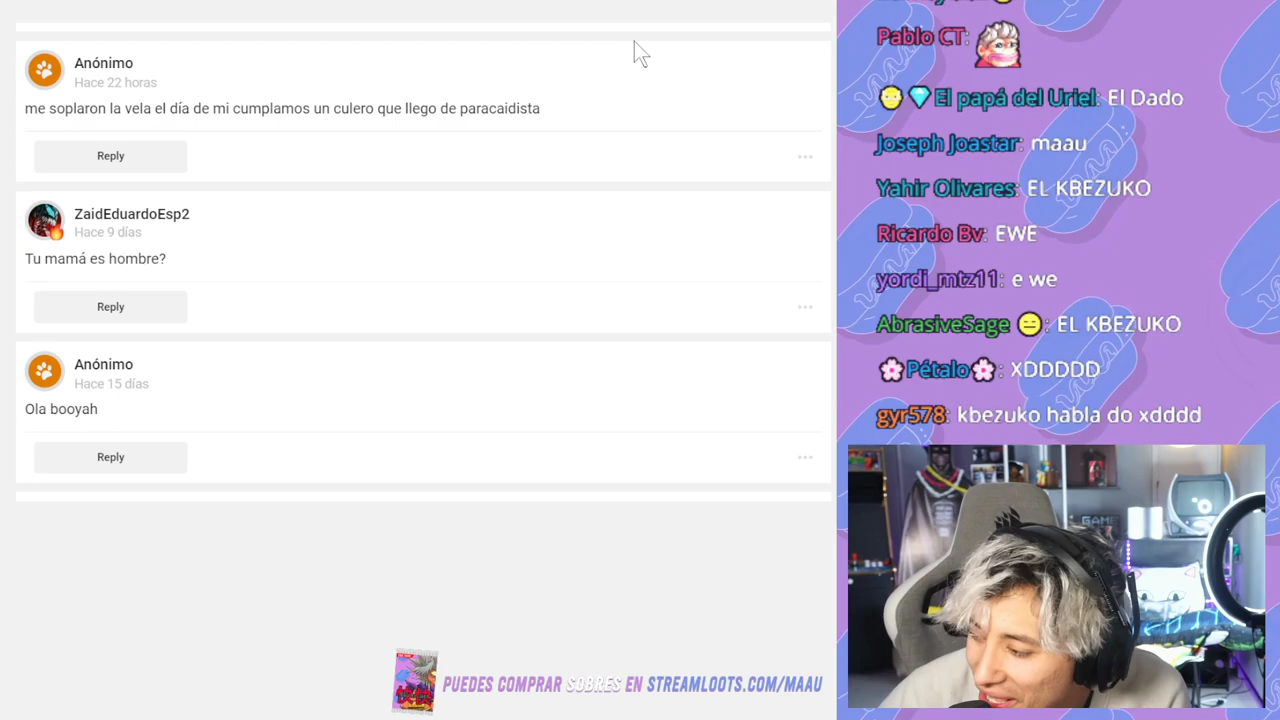 Anónimo
Hace 22 horas
me soplaron la vela el día de mi cumplamos un culero que llego de paracaidista
Reply
ZaidEduardoEsp2
Hace 9 días
Tu mamá es hombre?
Reply
Anónimo
Hace 15 días
Ola booyah
Reply
PUEDES COMPRAR SOBRES EN STREAMLOOTS.COM/MAAU
Pablo CT:
El papá del Uriel: El Dado
Joseph Joastar: maau
Yahir Olivares: EL KBEZUKO
Ricardo Bv: EWE
yordi_mtz11: e we
AbrasiveSage: EL KBEZUKO
Pétalo: XDDDDD
gyr578: kbezuko habla do xdddd
GAME